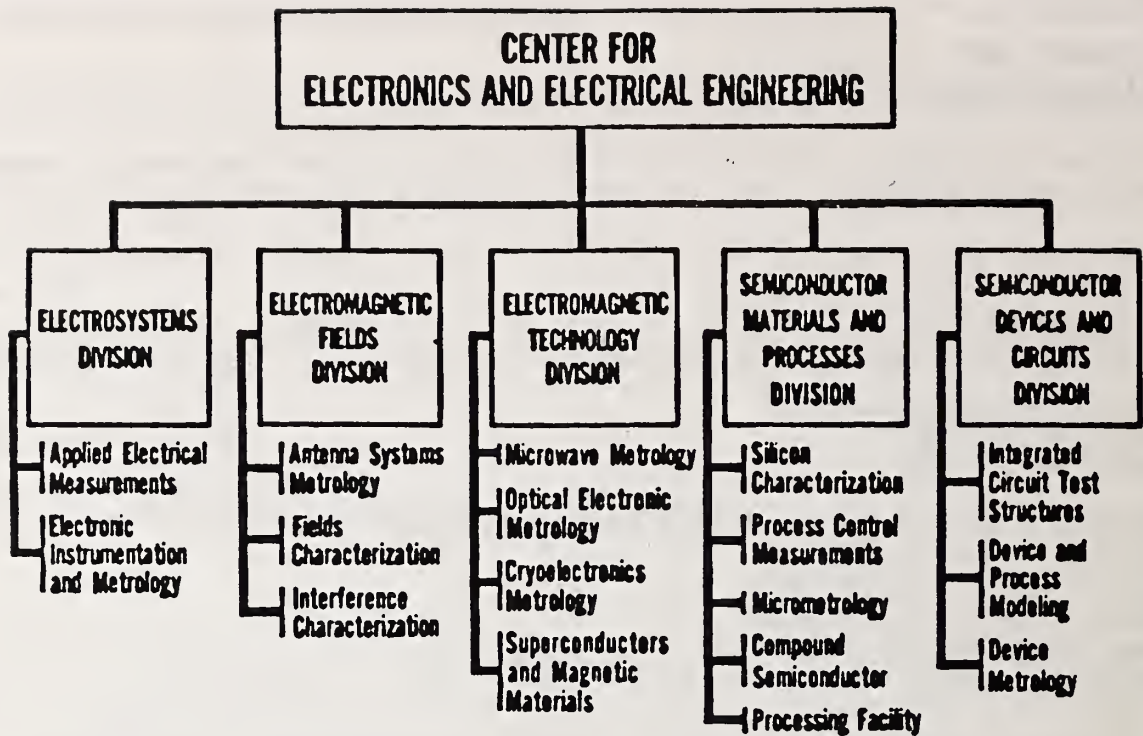 CENTER FOR
ELECTRONICS AND ELECTRICAL ENGINEERING
ELECTROSYSTEMS
DIVISION
Applied Electrical
Measurements
Electronic
Instrumentation
and Metrology
ELECTROMAGNETIC
FIELDS
DIVISION
Antenna Systems
Metrology
Fields
Characterization
Interference
Characterization
ELECTROMAGNETIC
TECHNOLOGY
DIVISION
Microwave Metrology
Optical Electronic
Metrology
Cryoelectronics
Metrology
Superconductors
and Magnetic
Materials
SEMICONDUCTOR
MATERIALS AND
PROCESSES
DIVISION
Silicon
Characterization
Process Control
Measurements
Micrometrology
Compound
Semiconductor
Processing Facility
SEMICONDUCTOR
DEVICES AND
CIRCUITS
DIVISION
Integrated
Circuit Test
Structures
Device and
Process
Modeling
Device
Metrology